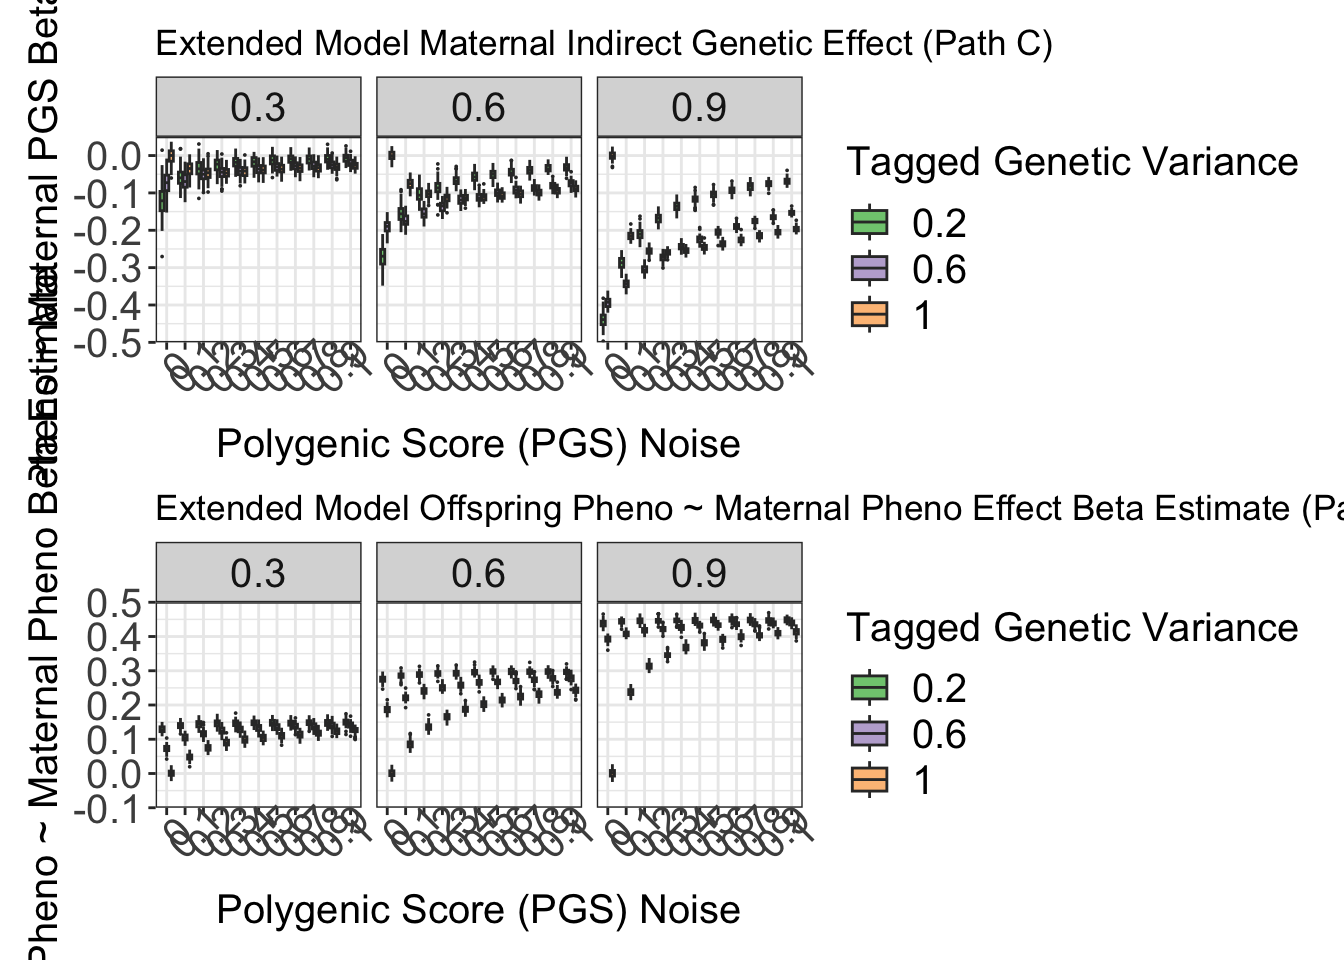 Extended Model Maternal Indirect Genetic Effect (Path C)
0.3 0.6 0.9
0.0
-0.1
-0.2
-0.3
-0.4
-0.5
Polygenic Score (PGS) Noise
Tagged Genetic Variance
0.2
0.6
1
Extended Model Offspring Pheno ~ Maternal Pheno Effect Beta Estimate (Pa
0.3 0.6 0.9
0.5
0.4
0.3
0.2
0.1
0.0
-0.1
Polygenic Score (PGS) Noise
Tagged Genetic Variance
0.2
0.6
1
Maternal PGS Beta
Pheno ~ Maternal Pheno Beta